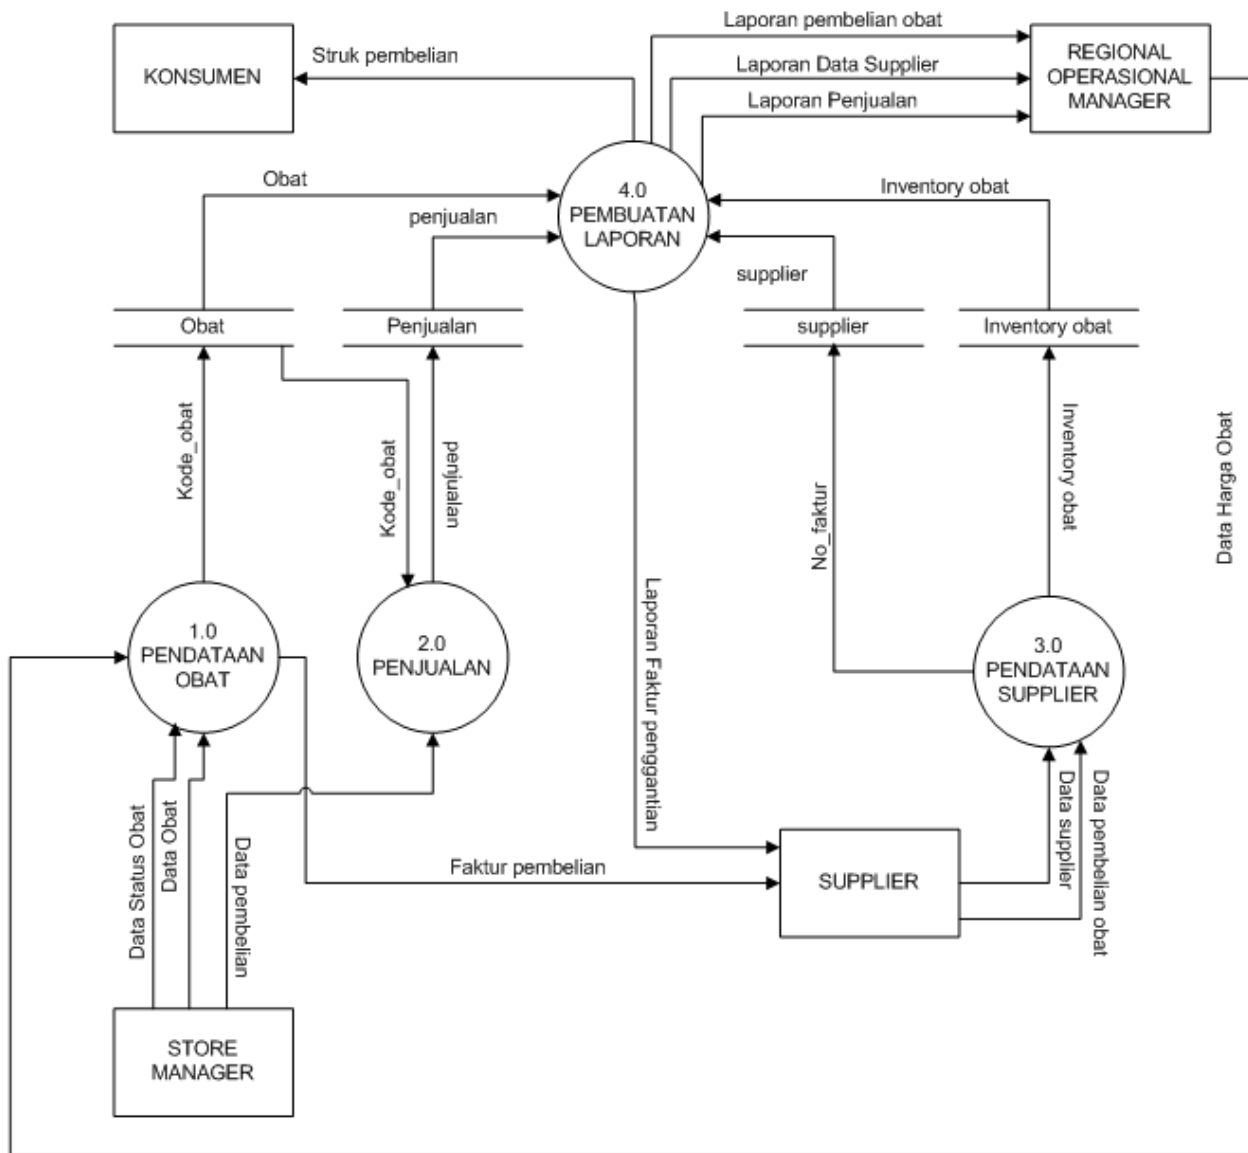 Laporan pembelian obat
Struk pembelian
KONSUMEN
Laporan Data Supplier
REGIONAL
OPERASIONAL
MANAGER
Laporan Penjualan
Obat
4.0
PEMBUATAN
LAPORAN
Inventory obat
penjualan
supplier
Obat
Penjualan
supplier
Inventory obat
Kode_obat
Kode_obat
penjualan
No_faktur
Inventory obat
Data Harga Obat
1.0
PENDATAAN
OBAT
2.0
PENJUALAN
Laporan Faktur penggantian
3.0
PENDATAAN
SUPPLIER
Data Status Obat
Data Obat
Data pembelian
Faktur pembelian
SUPPLIER
Data supplier
Data pembelian obat
STORE
MANAGER